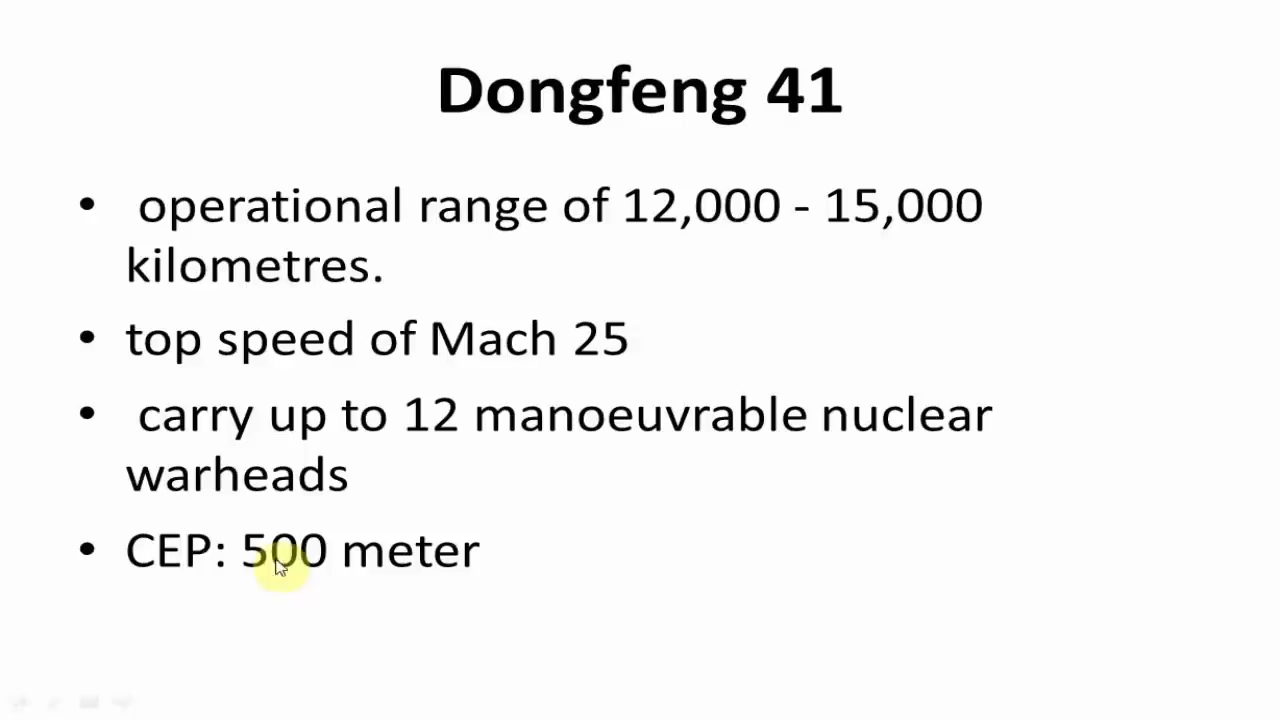 Dongfeng 41
• operational range of 12,000 - 15,000
kilometres.
• top speed of Mach 25
• carry up to 12 manoeuvrable nuclear
warheads
• CEP: 500 meter